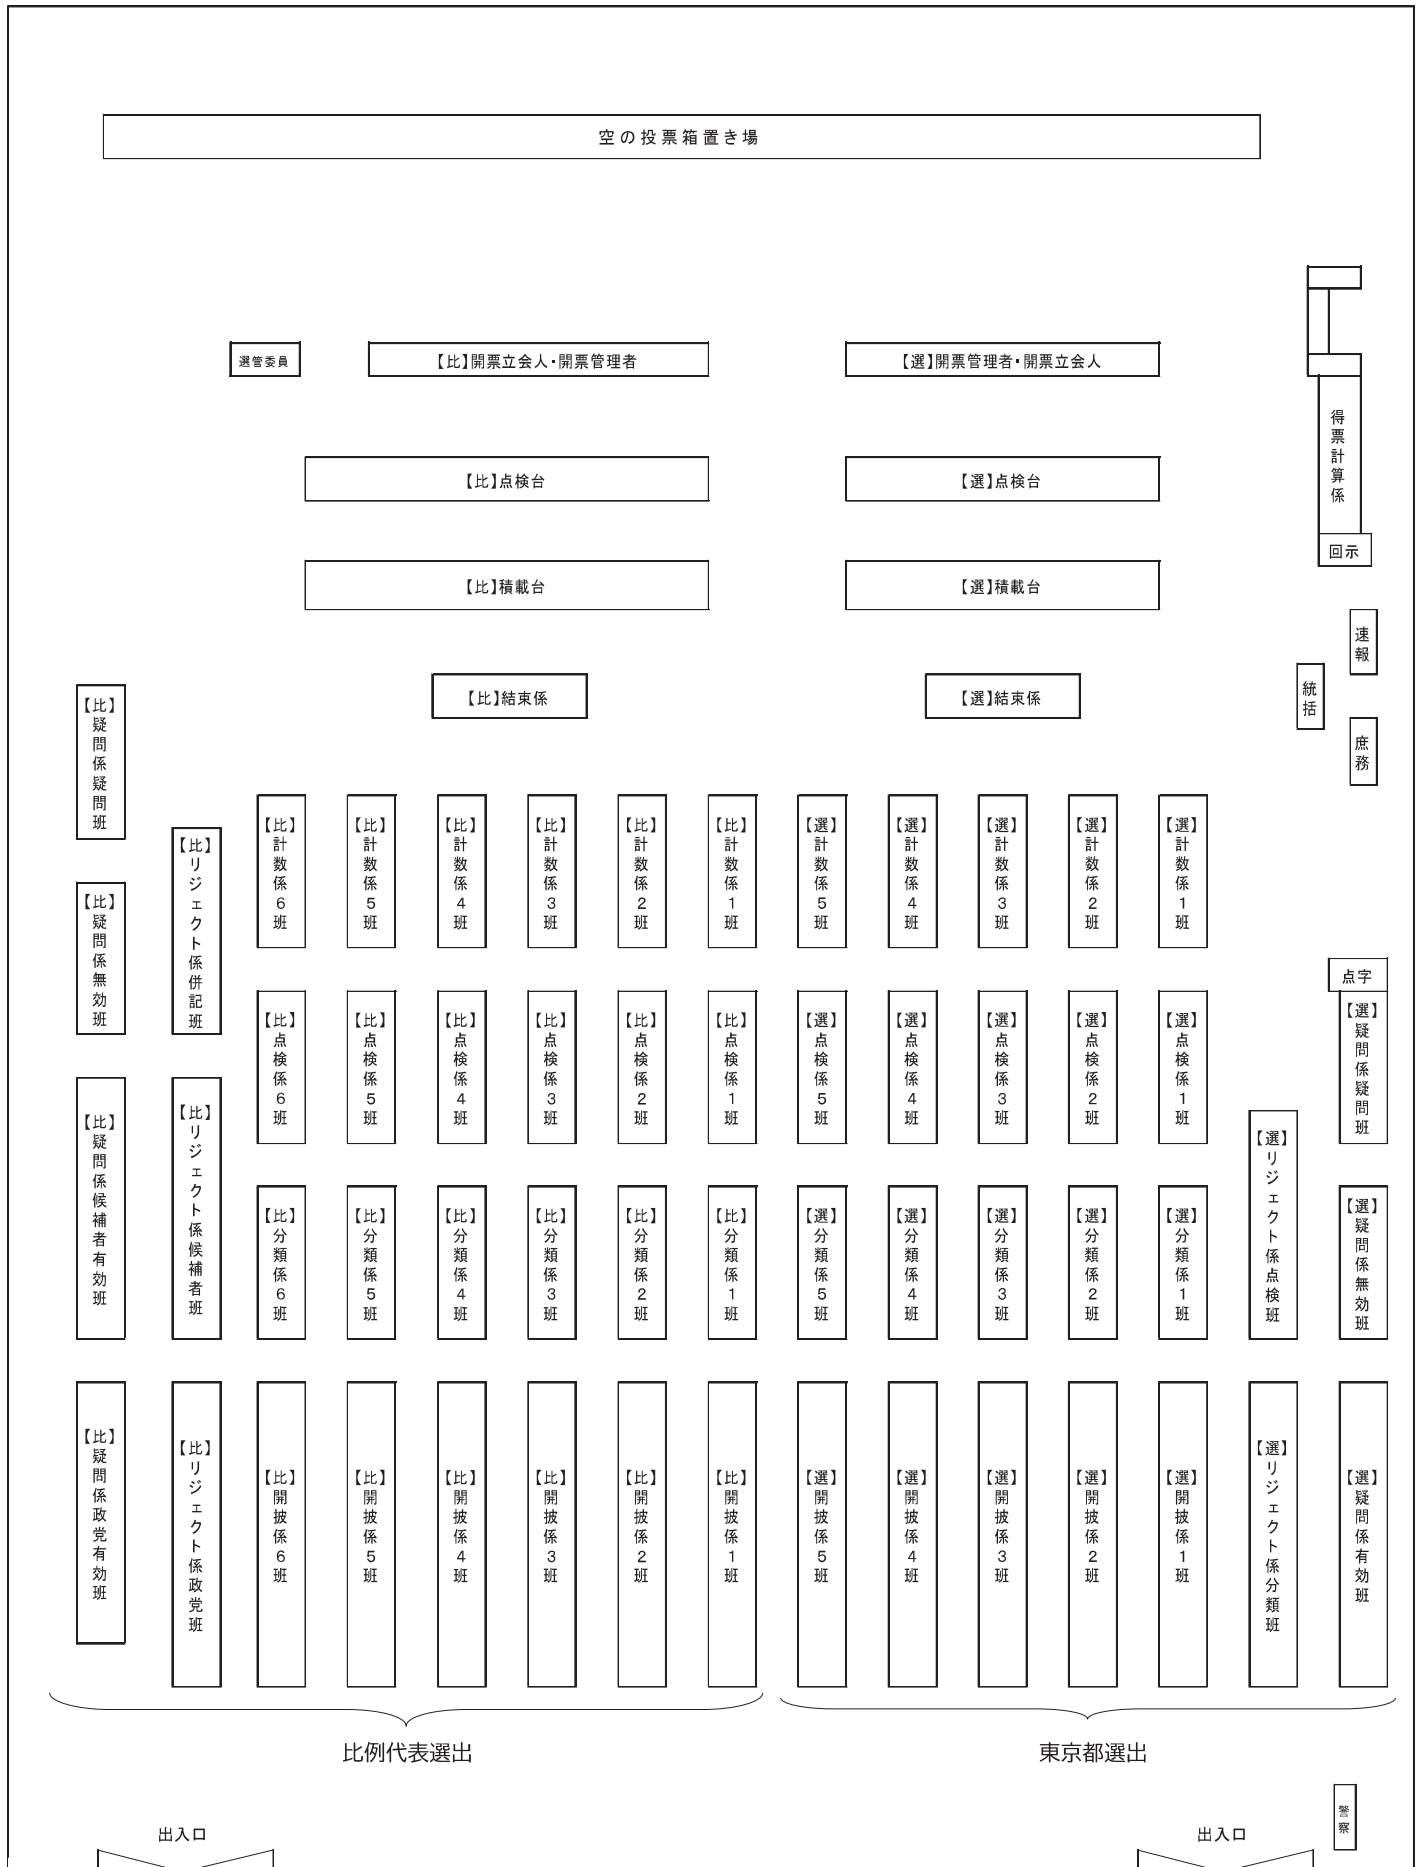 空の投票箱置き場
選管委員
【比】開票立会人・開票管理者
【選】開票管理者・開票立会人
得票計算係
回示
【比】点検台
【選】点検台
【比】積載台
【選】積載台
速報
統括
庶務
【比】結束係
【選】結束係
【比】疑問係疑問班
【比】疑問係無効班
【比】疑問係候補者有効班
【比】疑問係政党有効班
【比】リジェクト係併記班
【比】リジェクト係候補者班
【比】リジェクト係政党班
【比】計数係6班
【比】計数係5班
【比】計数係4班
【比】計数係3班
【比】計数係2班
【比】計数係1班
【選】計数係5班
【選】計数係4班
【選】計数係3班
【選】計数係2班
【選】計数係1班
【比】点検係6班
【比】点検係5班
【比】点検係4班
【比】点検係3班
【比】点検係2班
【比】点検係1班
【選】点検係5班
【選】点検係4班
【選】点検係3班
【選】点検係2班
【選】点検係1班
【比】分類係6班
【比】分類係5班
【比】分類係4班
【比】分類係3班
【比】分類係2班
【比】分類係1班
【選】分類係5班
【選】分類係4班
【選】分類係3班
【選】分類係2班
【選】分類係1班
【比】開披係6班
【比】開披係5班
【比】開披係4班
【比】開披係3班
【比】開披係2班
【比】開披係1班
【選】開披係5班
【選】開披係4班
【選】開披係3班
【選】開披係2班
【選】開披係1班
【選】リジェクト係点検班
【選】リジェクト係分類班
点字
【選】疑問係疑問班
【選】疑問係無効班
【選】疑問係有効班
比例代表選出
東京都選出
警察
出入口
出入口